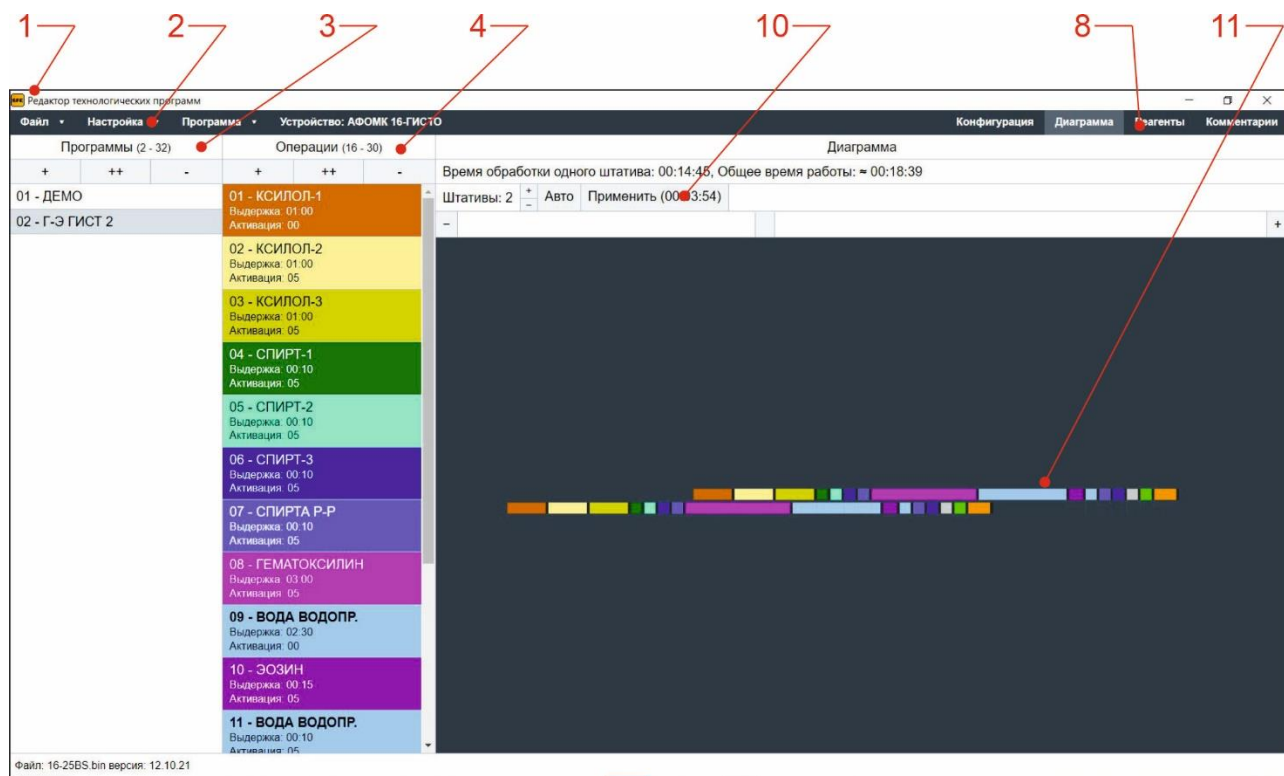 1 2 3 4 10 8 11
Редактор технологических программ
Файл Настройка Программа Устройство: АФОМК 16-ГИСТО Конфигурация Диаграмма Реагенты Комментарии
Программы (2 - 32) Операции (16 - 30) Диаграмма
+ ++ - + ++ - Время обработки одного штатива: 00:14:45, Общее время работы: ≈ 00:18:39
01 - ДЕМО
02 - Г-Э ГИСТ 2
Штативы: 2 + - Авто Применить (00:03:54)
- +
01 - КСИЛОЛ-1
Выдержка: 01:00
Активация: 00
02 - КСИЛОЛ-2
Выдержка: 01:00
Активация: 05
03 - КСИЛОЛ-3
Выдержка: 01:00
Активация: 05
04 - СПИРТ-1
Выдержка: 00:10
Активация: 05
05 - СПИРТ-2
Выдержка: 00:10
Активация: 05
06 - СПИРТ-3
Выдержка: 00:10
Активация: 05
07 - СПИРТА Р-Р
Выдержка: 00:10
Активация: 05
08 - ГЕМАТОКСИЛИН
Выдержка: 03:00
Активация: 05
09 - ВОДА ВОДОПР.
Выдержка: 02:30
Активация: 00
10 - ЭОЗИН
Выдержка: 00:15
Активация: 05
11 - ВОДА ВОДОПР.
Выдержка: 00:10
Активация: 05
Файл: 16-25BS.bin версия: 12.10.21